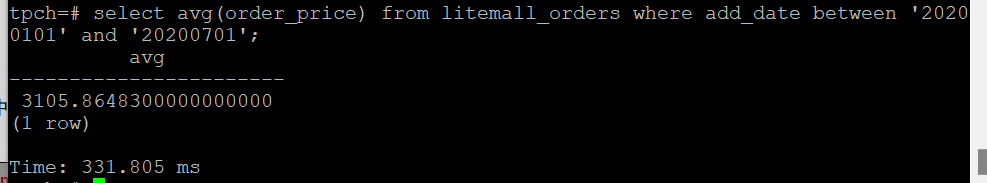 tpch=# select avg(order_price) from litemall_orders where add_date between '2020
0101' and '20200701';
avg
-----------------------
3105.8648300000000000
(1 row)
Time: 331.805 ms